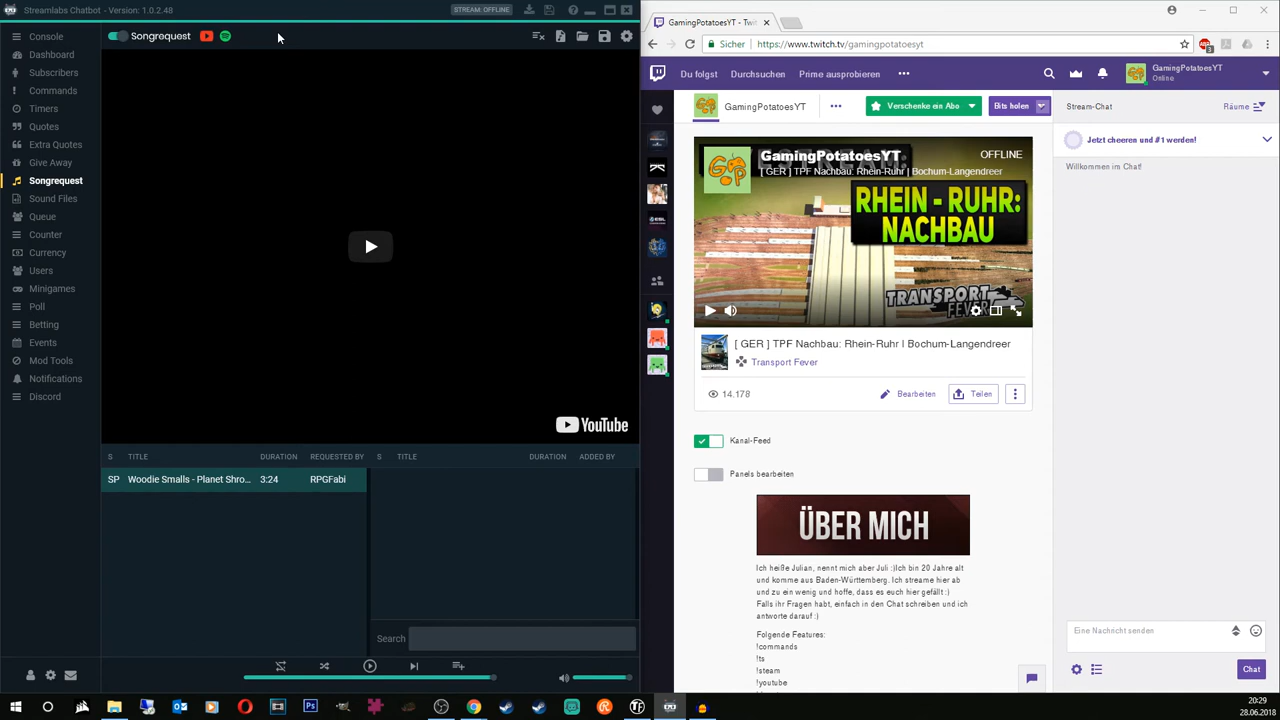 Streamlabs Chatbot - Version: 1.0.2.48
STREAM: OFFLINE
Console
Dashboard
Subscribers
Commands
Timers
Quotes
Extra Quotes
Give Away
Songrequest
Sound Files
Queue
Counter
Currency
Users
Minigames
Poll
Betting
Events
Mod Tools
Notifications
Discord
Songrequest
YouTube
S TITLE DURATION REQUESTED BY
SP Woodie Smalls - Planet Shro... 3:24 RPGFabi
S TITLE DURATION ADDED BY
Search
GamingPotatoesYT - Twi
Sicher
https://www.twitch.tv/gamingpotatoesyt
3
Du folgst
Durchsuchen
Prime ausprobieren
GamingPotatoesYT
Online
GamingPotatoesYT
Verschenke ein Abo
Bits holen
GamingPotatoesYT
OFFLINE
[ GER ] TPF Nachbau: Rhein-Ruhr | Bochum-Langendreer
RHEIN - RUHR:
NACHBAU
TRANSPORT
FEVER
[ GER ] TPF Nachbau: Rhein-Ruhr | Bochum-Langendreer
Transport Fever
14.178
Bearbeiten
Teilen
Kanal-Feed
Panels bearbeiten
ÜBER MICH
Ich heiße Julian, nennt mich aber Juli :)Ich bin 20 Jahre alt
und komme aus Baden-Württemberg. Ich streame hier ab
und zu ein wenig und hoffe, dass es euch hier gefällt :)
Falls ihr Fragen habt, einfach in den Chat schreiben und ich
antworte darauf :)
Folgende Features:
!commands
!ts
!steam
!youtube
ESL
Stream-Chat
Räume
Jetzt cheeren und #1 werden!
Willkommen im Chat!
Eine Nachricht senden
Chat
20:29
28.06.2018